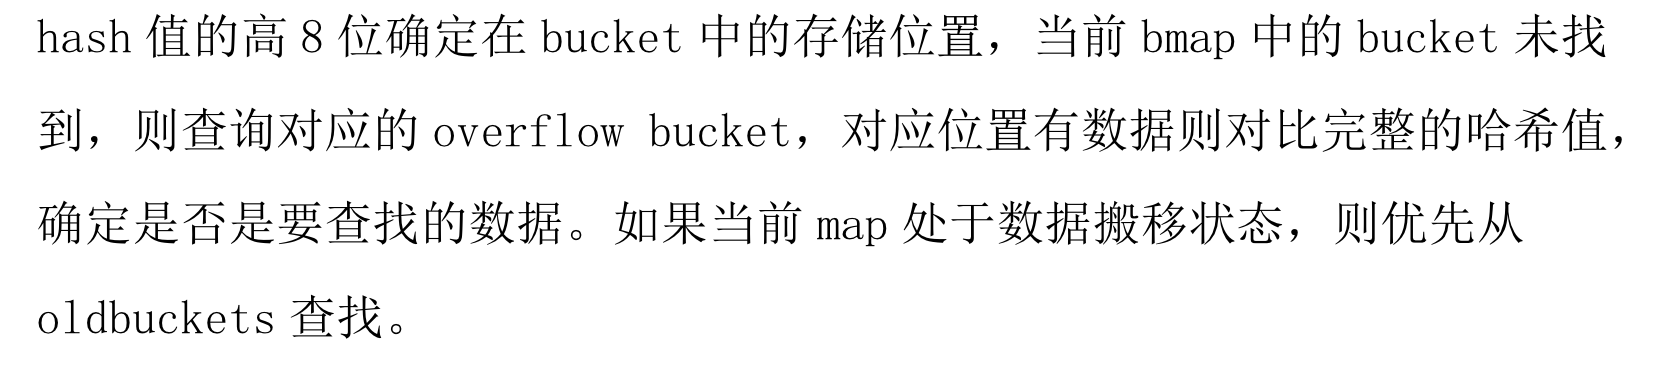 hash 值的高 8 位确定在 bucket 中的存储位置，当前 bmap 中的 bucket 未找
到，则查询对应的 overflow bucket，对应位置有数据则对比完整的哈希值，
确定是否是要查找的数据。如果当前 map 处于数据搬移状态，则优先从
oldbuckets 查找。